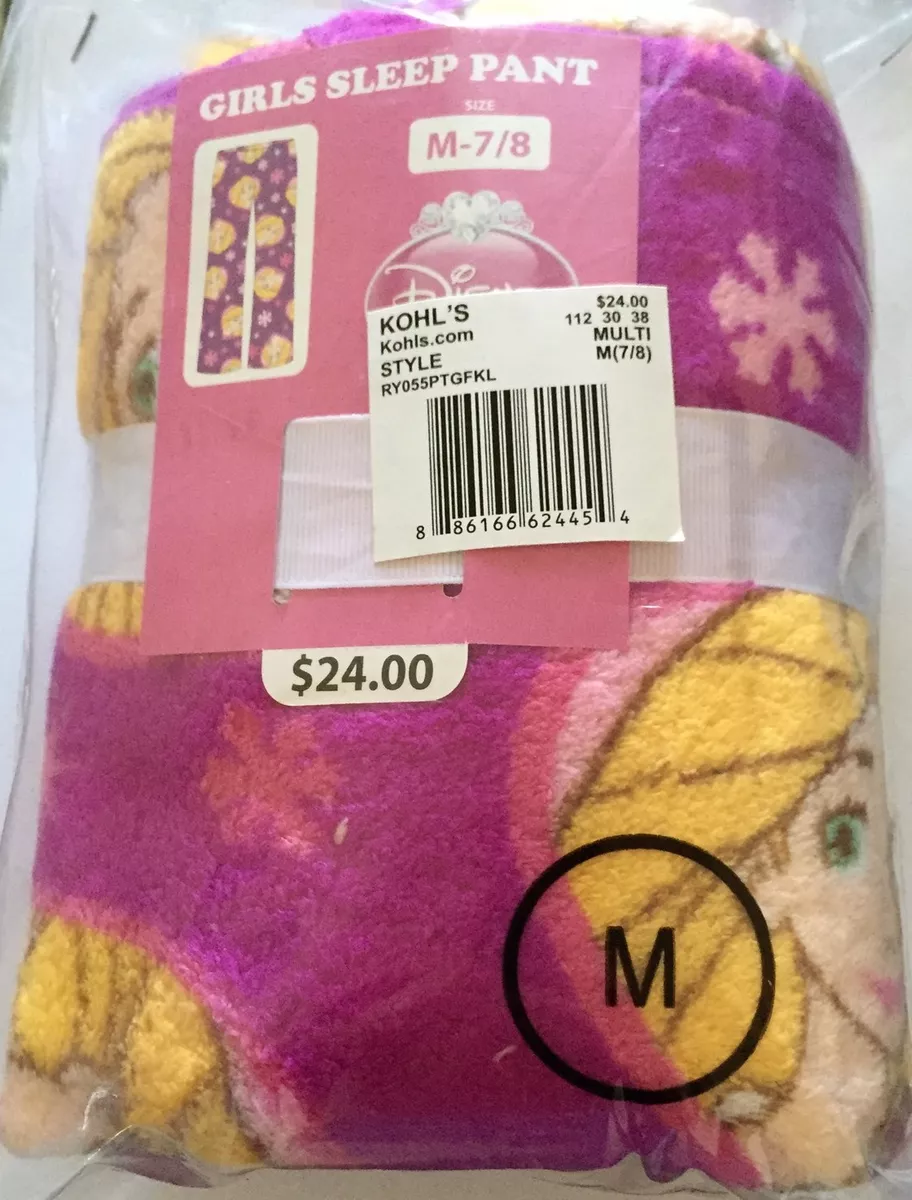 GIRLS SLEEP PANT
SIZE
M-7/8
KOHL'S
Kohls.com
STYLE
RY055PTGFKL
$24.00
112 30 38
MULTI
M(7/8)
8 86166 62445 4
$24.00
M